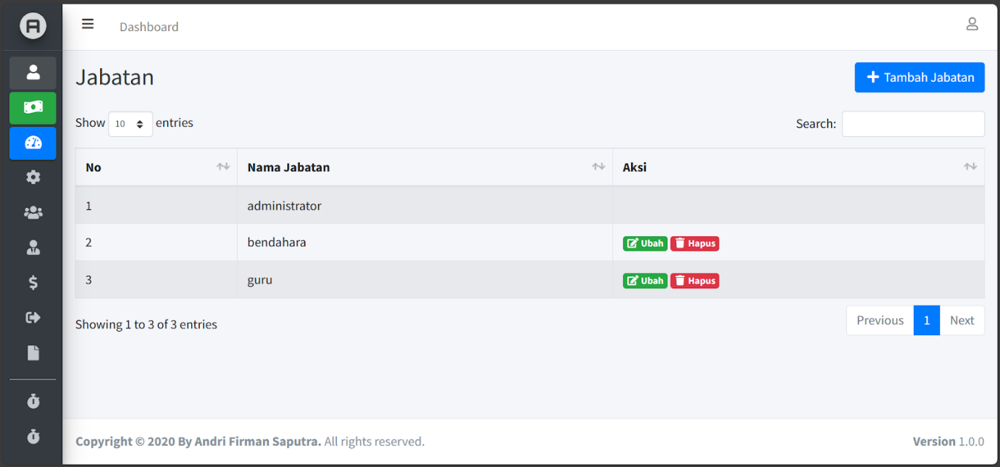 Dashboard
Jabatan
Tambah Jabatan
Show 10 entries
Search:
No Nama Jabatan Aksi
1 administrator
2 bendahara Ubah Hapus
3 guru Ubah Hapus
Showing 1 to 3 of 3 entries
Previous 1 Next
Copyright © 2020 By Andri Firman Saputra. All rights reserved.
Version 1.0.0